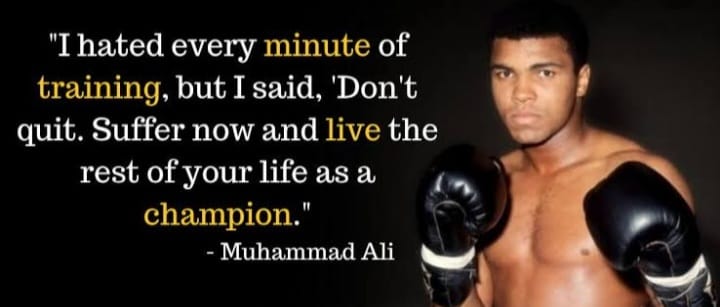 "I hated every minute of
training, but I said, 'Don't
quit. Suffer now and live the
rest of your life as a
champion."
- Muhammad Ali